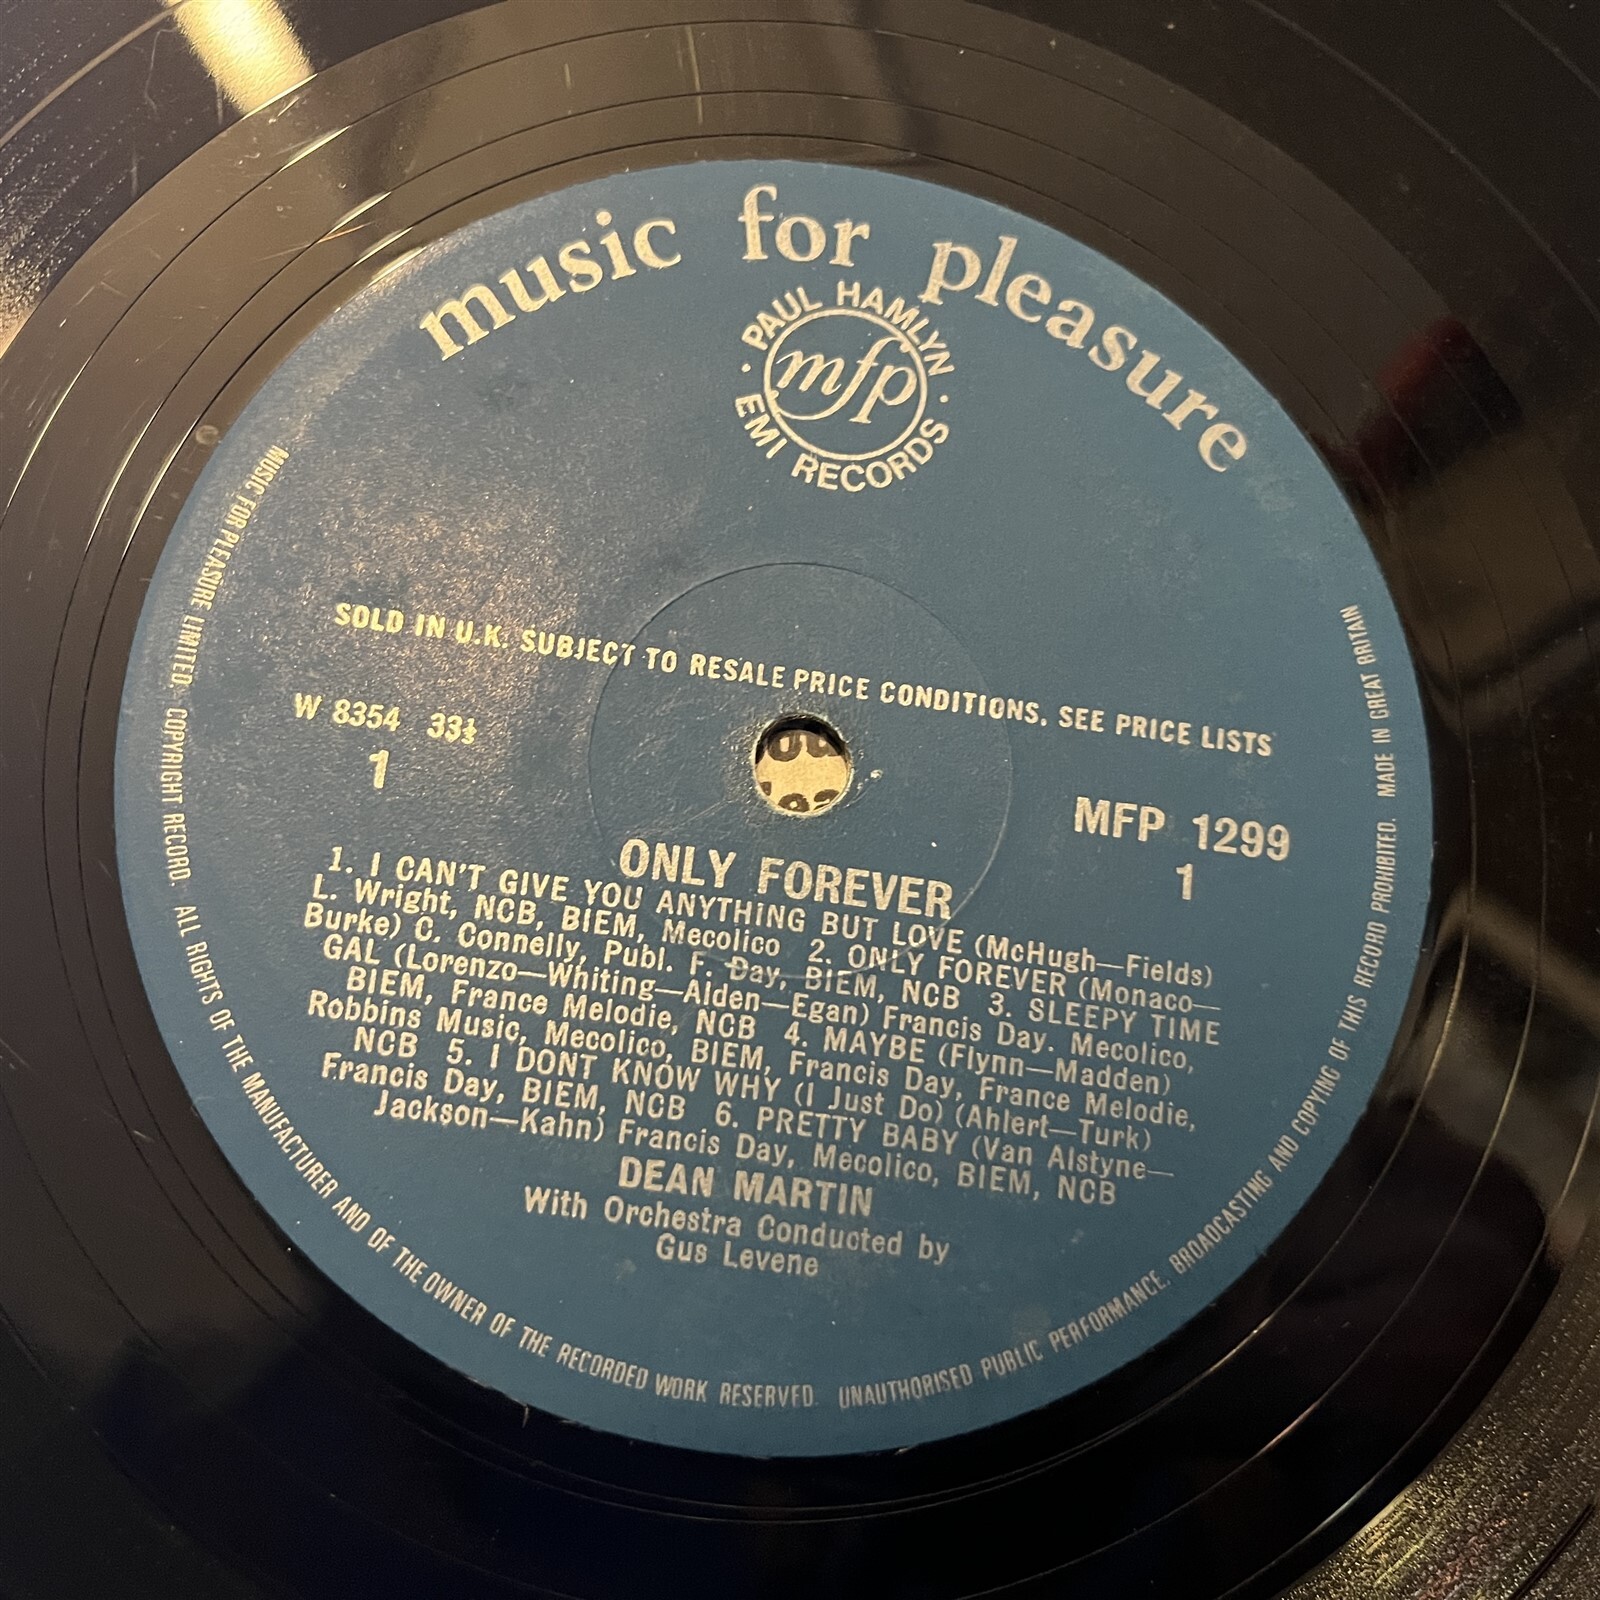 music for pleasure
PAUL HAMLYN
mfp
EMI RECORDS
SOLD IN U.K. SUBJECT TO RESALE PRICE CONDITIONS, SEE PRICE LISTS
W 8354 33⅓
1
MFP 1299
1
ONLY FOREVER
1. I CAN'T GIVE YOU ANYTHING BUT LOVE (McHugh—Fields)
L. Wright, NCB, BIEM, Mecolico 2. ONLY FOREVER (Monaco—
Burke) C. Connelly, Publ. F. Day, BIEM, NCB 3. SLEEPY TIME
GAL (Lorenzo—Whiting—Alden—Egan) Francis Day. Mecolico,
BIEM, France Melodie, NCB 4. MAYBE (Flynn—Madden)
Robbins Music, Mecolico, BIEM, Francis Day, France Melodie,
NCB 5. I DONT KNOW WHY (I Just Do) (Ahlert—Turk)
Francis Day, BIEM, NCB 6. PRETTY BABY (Van Alstyne—
Jackson—Kahn) Francis Day, Mecolico, BIEM, NCB
DEAN MARTIN
With Orchestra Conducted by
Gus Levene
MUSIC FOR PLEASURE LIMITED. COPYRIGHT RECORD. ALL RIGHTS OF THE MANUFACTURER AND OF THE OWNER OF THE RECORDED WORK RESERVED. UNAUTHORISED PUBLIC PERFORMANCE, BROADCASTING AND COPYING OF THIS RECORD PROHIBITED. MADE IN GREAT BRITAIN